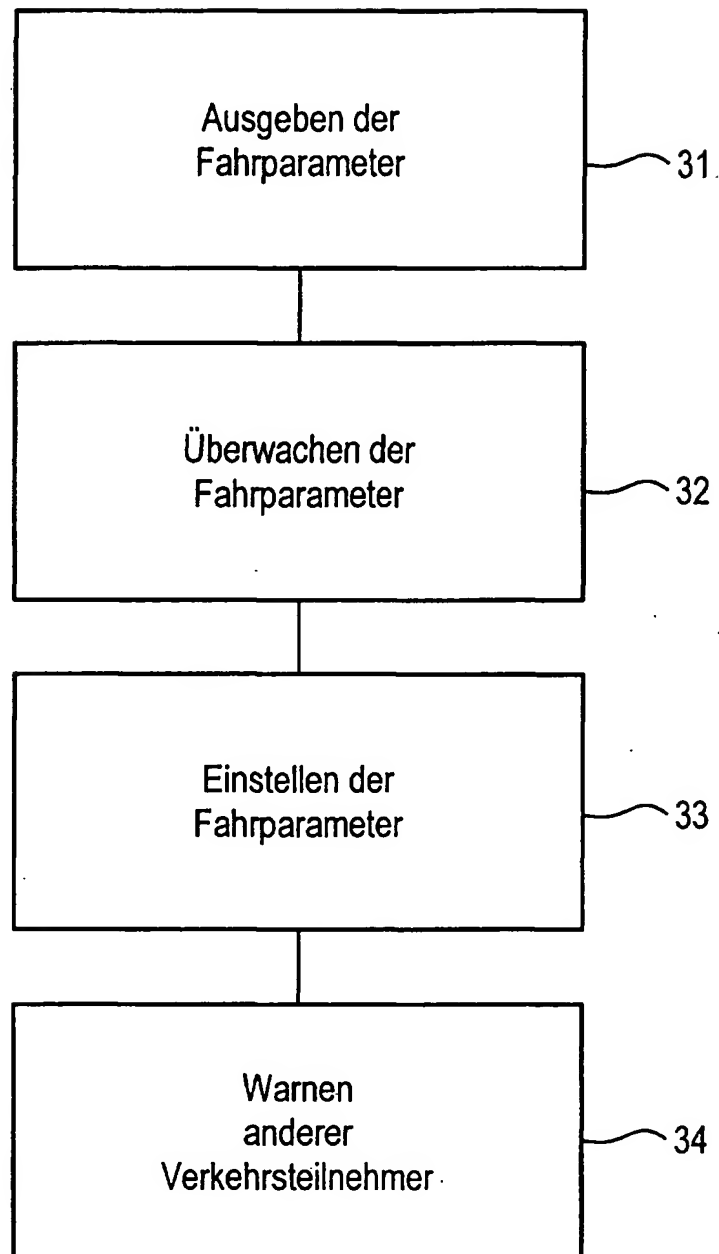 Ausgeben der
Fahrparameter
31
Überwachen der
Fahrparameter
32
Einstellen der
Fahrparameter
33
Warnen
anderer
Verkehrsteilnehmer
34